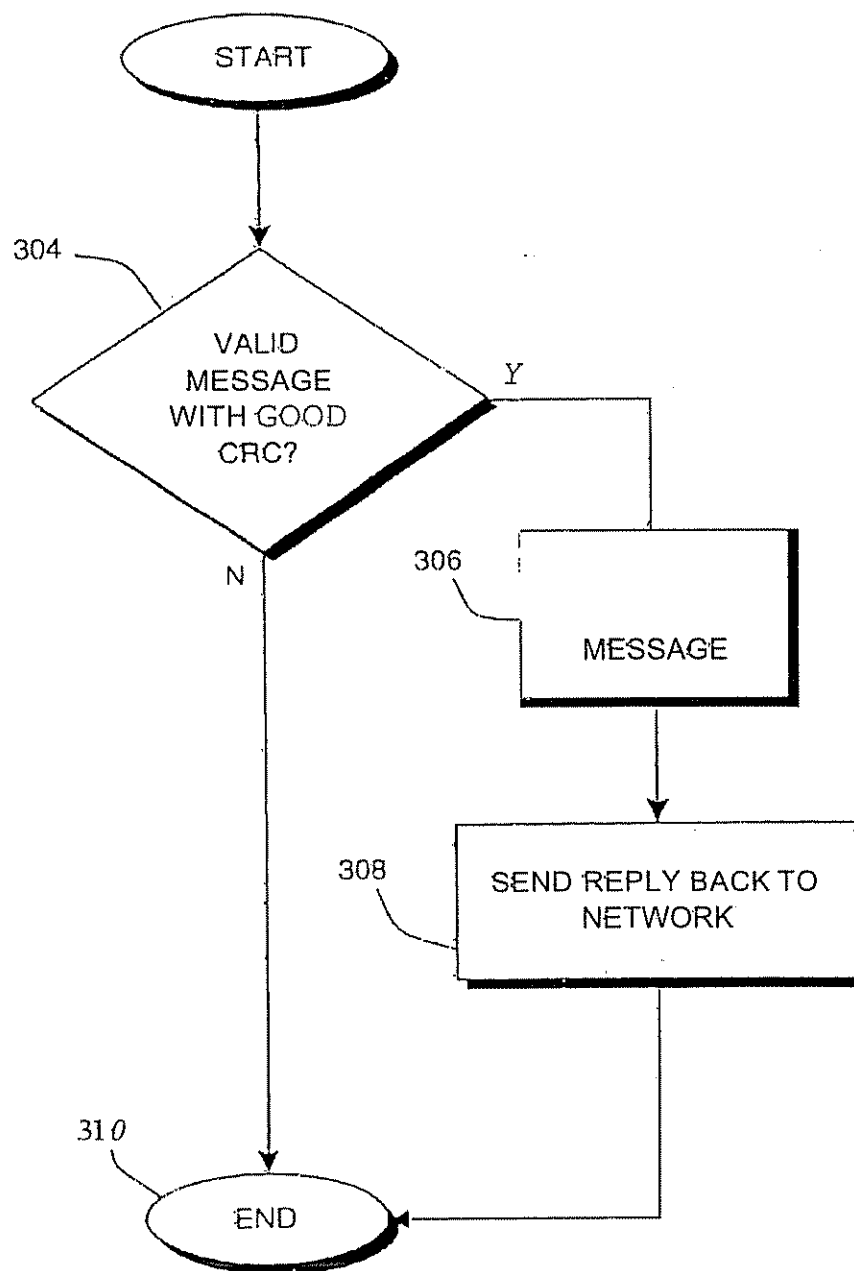 START
304
VALID
MESSAGE
WITH GOOD
CRC?
Y
N
306
MESSAGE
308
SEND REPLY BACK TO
NETWORK
310
END